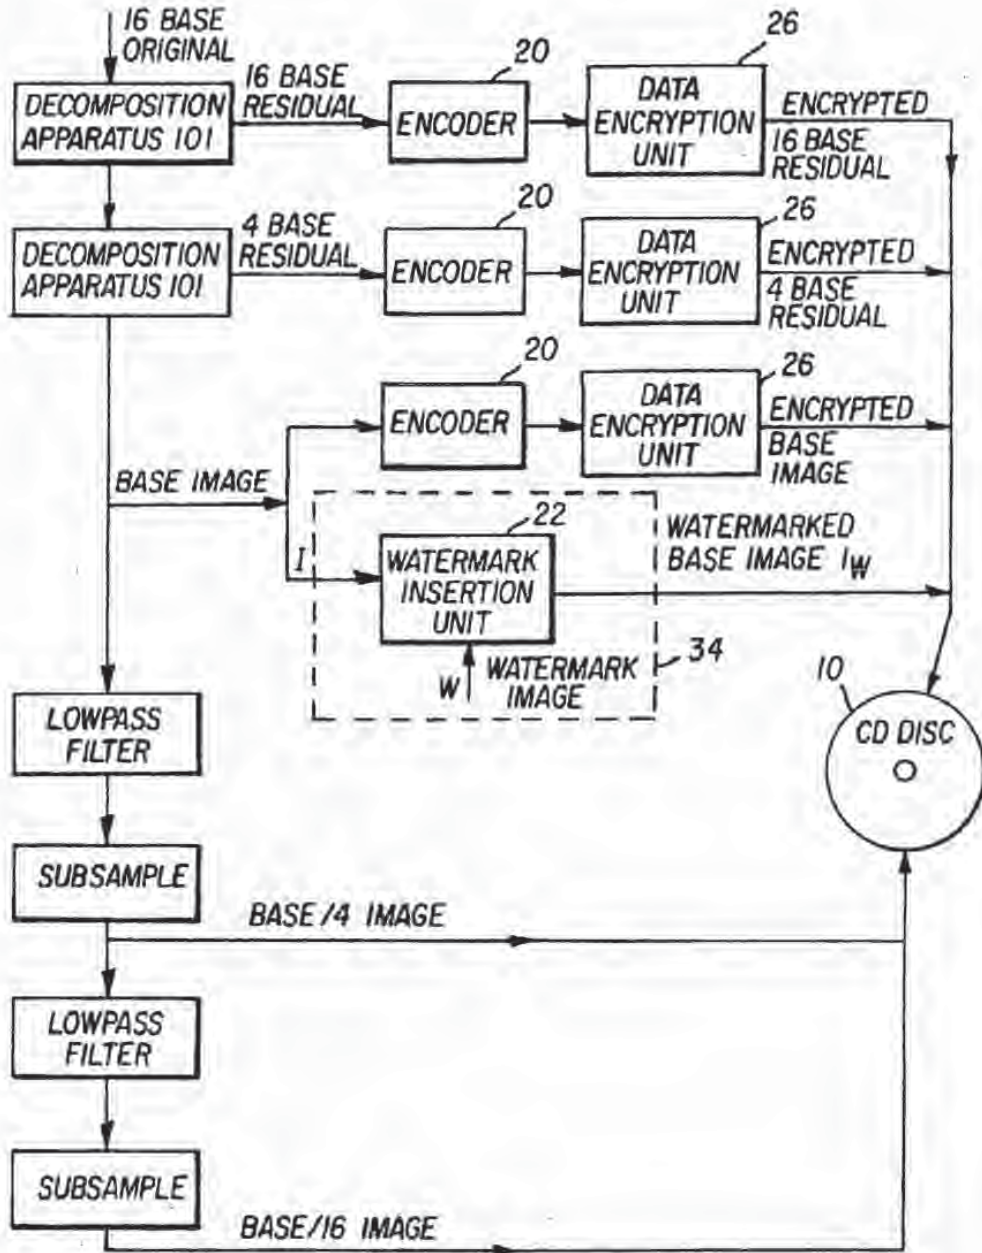 16 BASE
ORIGINAL
DECOMPOSITION
APPARATUS 101
16 BASE
RESIDUAL
20
ENCODER
26
DATA
ENCRYPTION
UNIT
ENCRYPTED
16 BASE
RESIDUAL
DECOMPOSITION
APPARATUS 101
4 BASE
RESIDUAL
20
ENCODER
26
DATA
ENCRYPTION
UNIT
ENCRYPTED
4 BASE
RESIDUAL
20
ENCODER
26
DATA
ENCRYPTION
UNIT
ENCRYPTED
BASE
IMAGE
BASE IMAGE
I
22
WATERMARK
INSERTION
UNIT
WATERMARKED
BASE IMAGE IW
W
WATERMARK
IMAGE
34
10
CD DISC
LOWPASS
FILTER
SUBSAMPLE
BASE/4 IMAGE
LOWPASS
FILTER
SUBSAMPLE
BASE/16 IMAGE